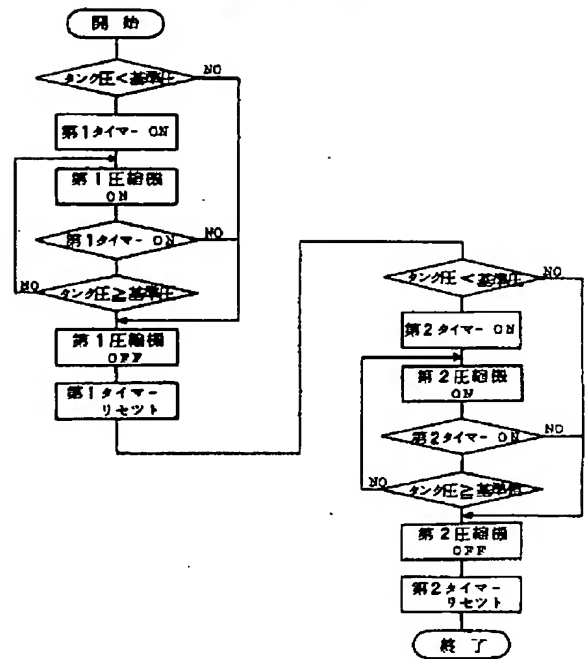 開始
タンク圧<基準圧
NO
第1タイマー ON
第1圧縮機
ON
第1タイマー ON
NO
タンク圧≧基準圧
NO
第1圧縮機
OFF
第1タイマー
リセツト
タンク圧<基準圧
NO
第2タイマー ON
第2圧縮機
ON
第2タイマー ON
NO
タンク圧≧基準値
NO
第2圧縮機
OFF
第2タイマー
リセツト
終了